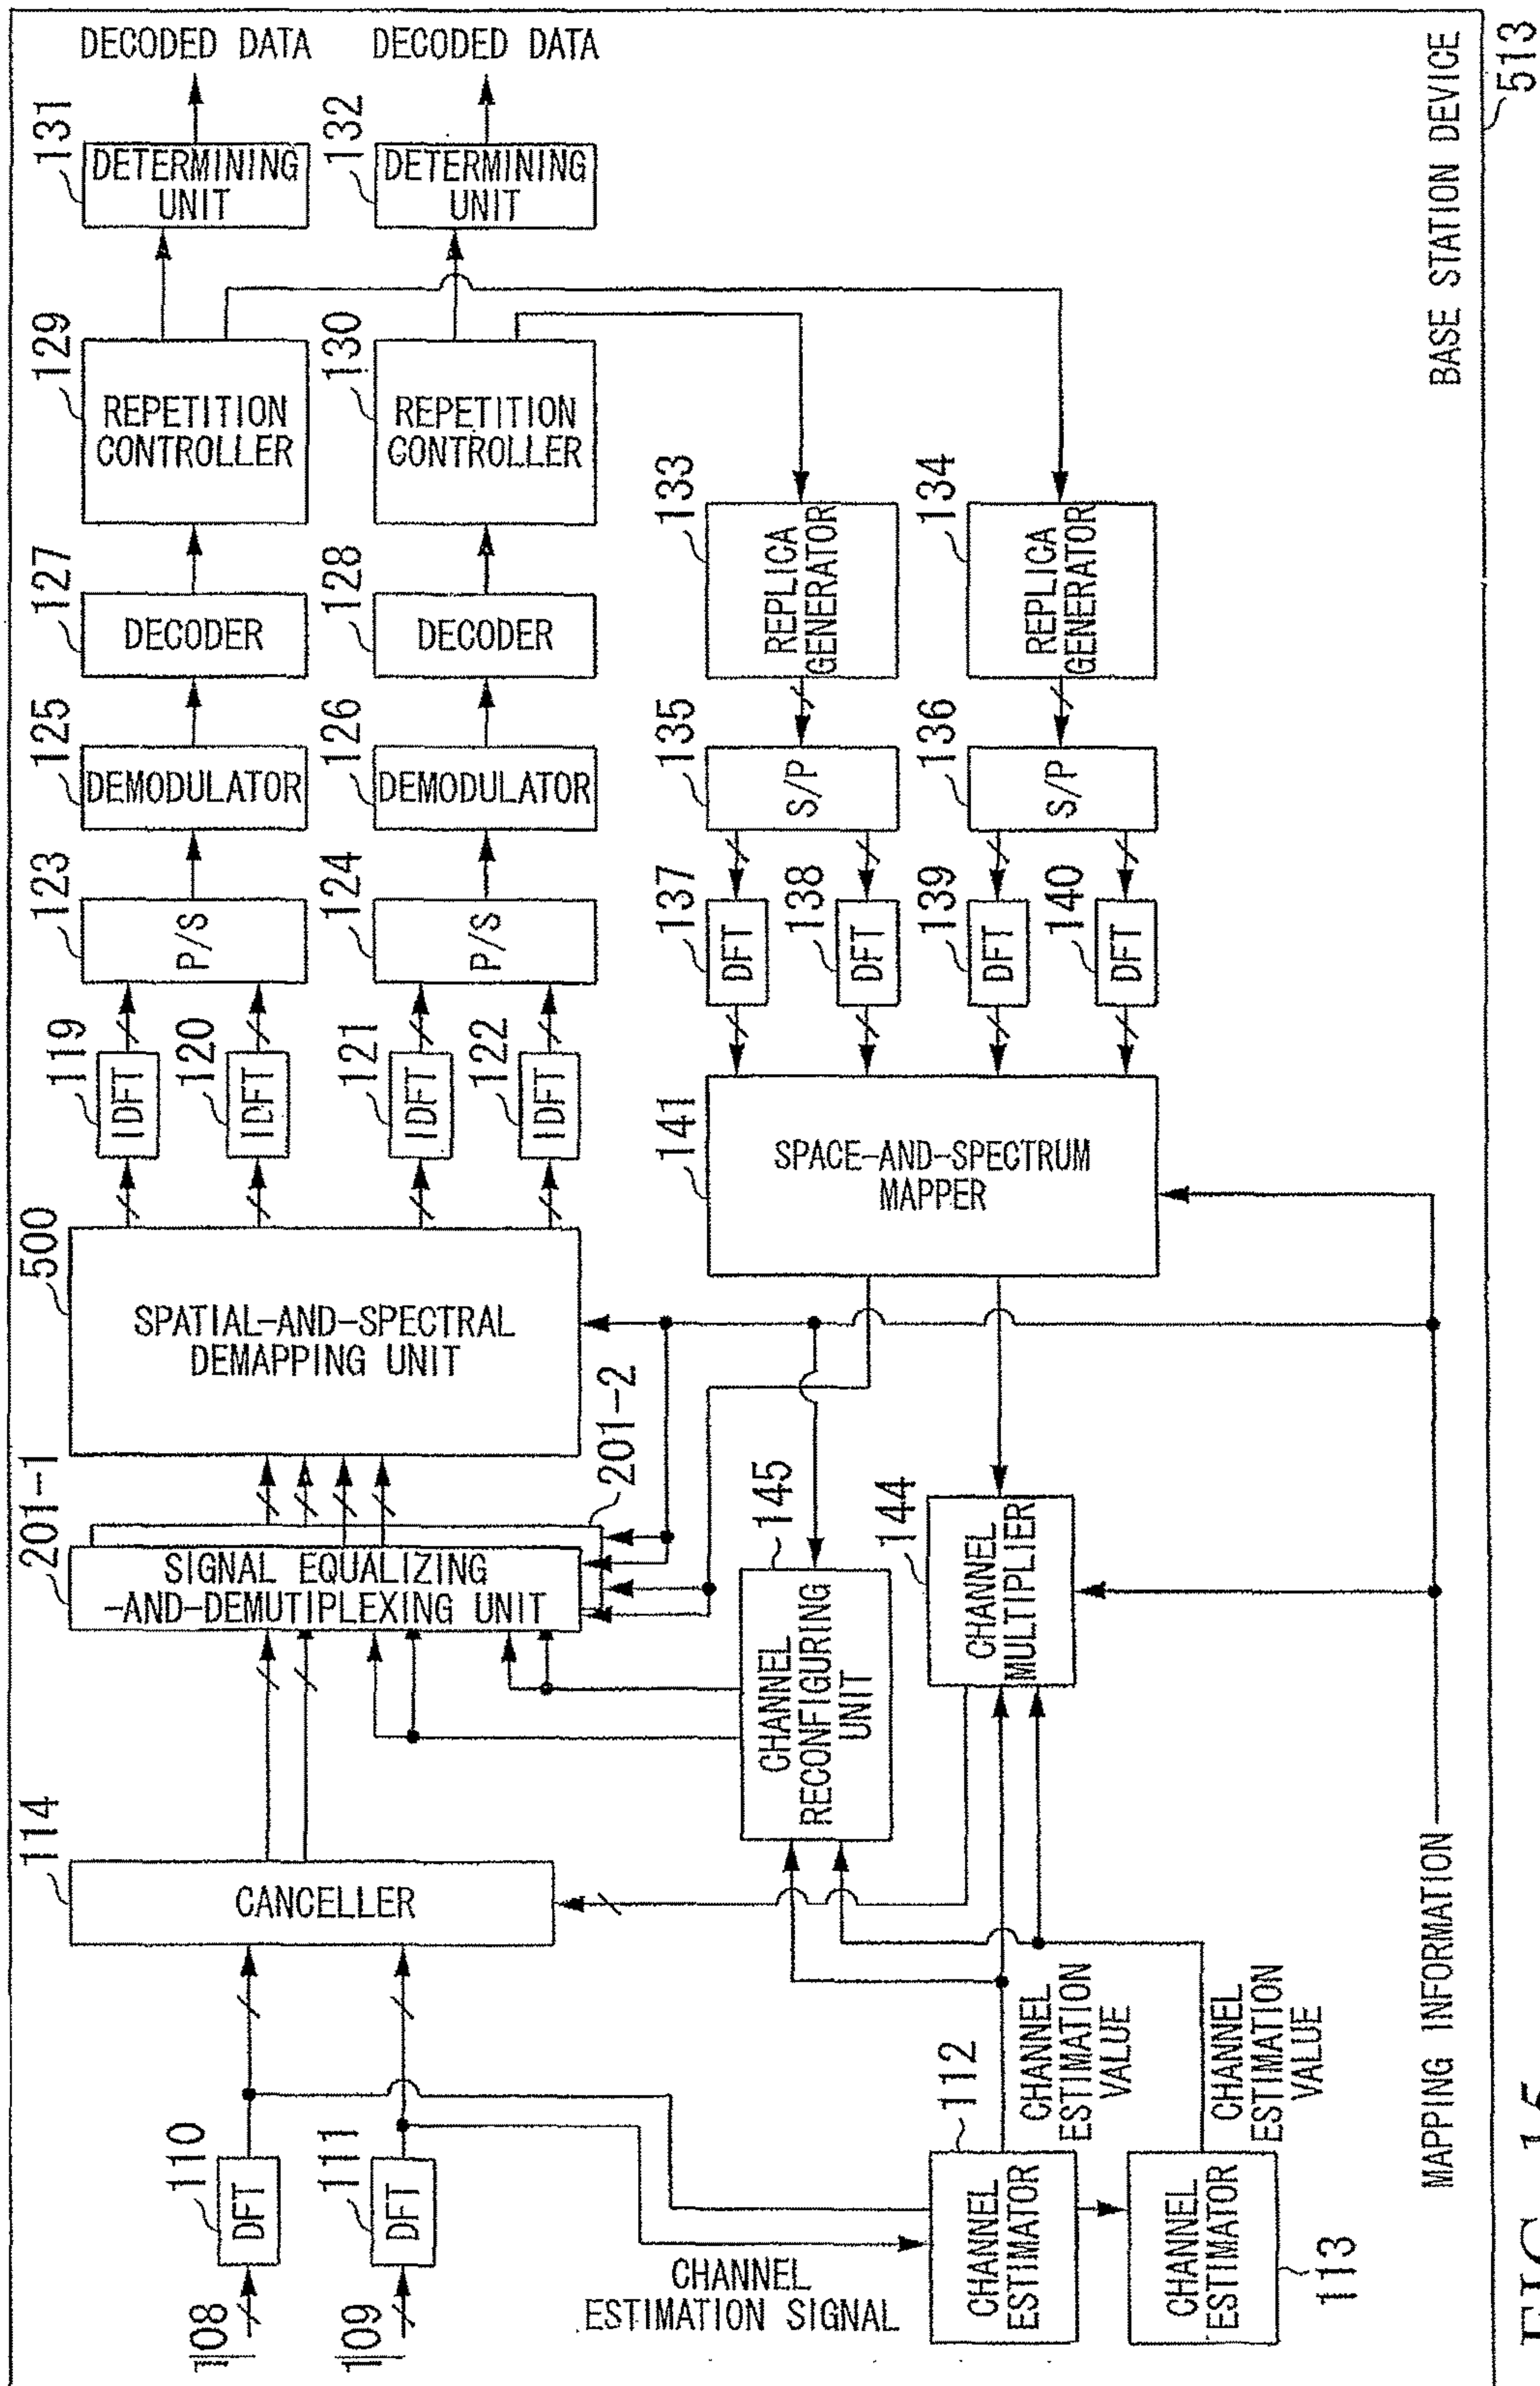 108
109
110
DFT
111
DFT
CHANNEL
ESTIMATION SIGNAL
112
CHANNEL
ESTIMATOR
CHANNEL
ESTIMATOR
113
CHANNEL
ESTIMATION
VALUE
CHANNEL
ESTIMATION
VALUE
MAPPING INFORMATION
114
CANCELLER
201-1
SIGNAL EQUALIZING
-AND-DEMUTIPLEXING UNIT
201-2
145
CHANNEL
RECONFIGURING
UNIT
144
CHANNEL
MULTIPLIER
500
SPATIAL-AND-SPECTRAL
DEMAPPING UNIT
141
SPACE-AND-SPECTRUM
MAPPER
119
IDFT
120
IDFT
121
IDFT
122
IDFT
123
P/S
124
P/S
137
DFT
138
DFT
139
DFT
140
DFT
125
DEMODULATOR
126
DEMODULATOR
135
S/P
136
S/P
127
DECODER
128
DECODER
133
REPLICA
GENERATOR
134
REPLICA
GENERATOR
129
REPETITION
CONTROLLER
130
REPETITION
CONTROLLER
131
DETERMINING
UNIT
132
DETERMINING
UNIT
DECODED DATA
DECODED DATA
BASE STATION DEVICE
513